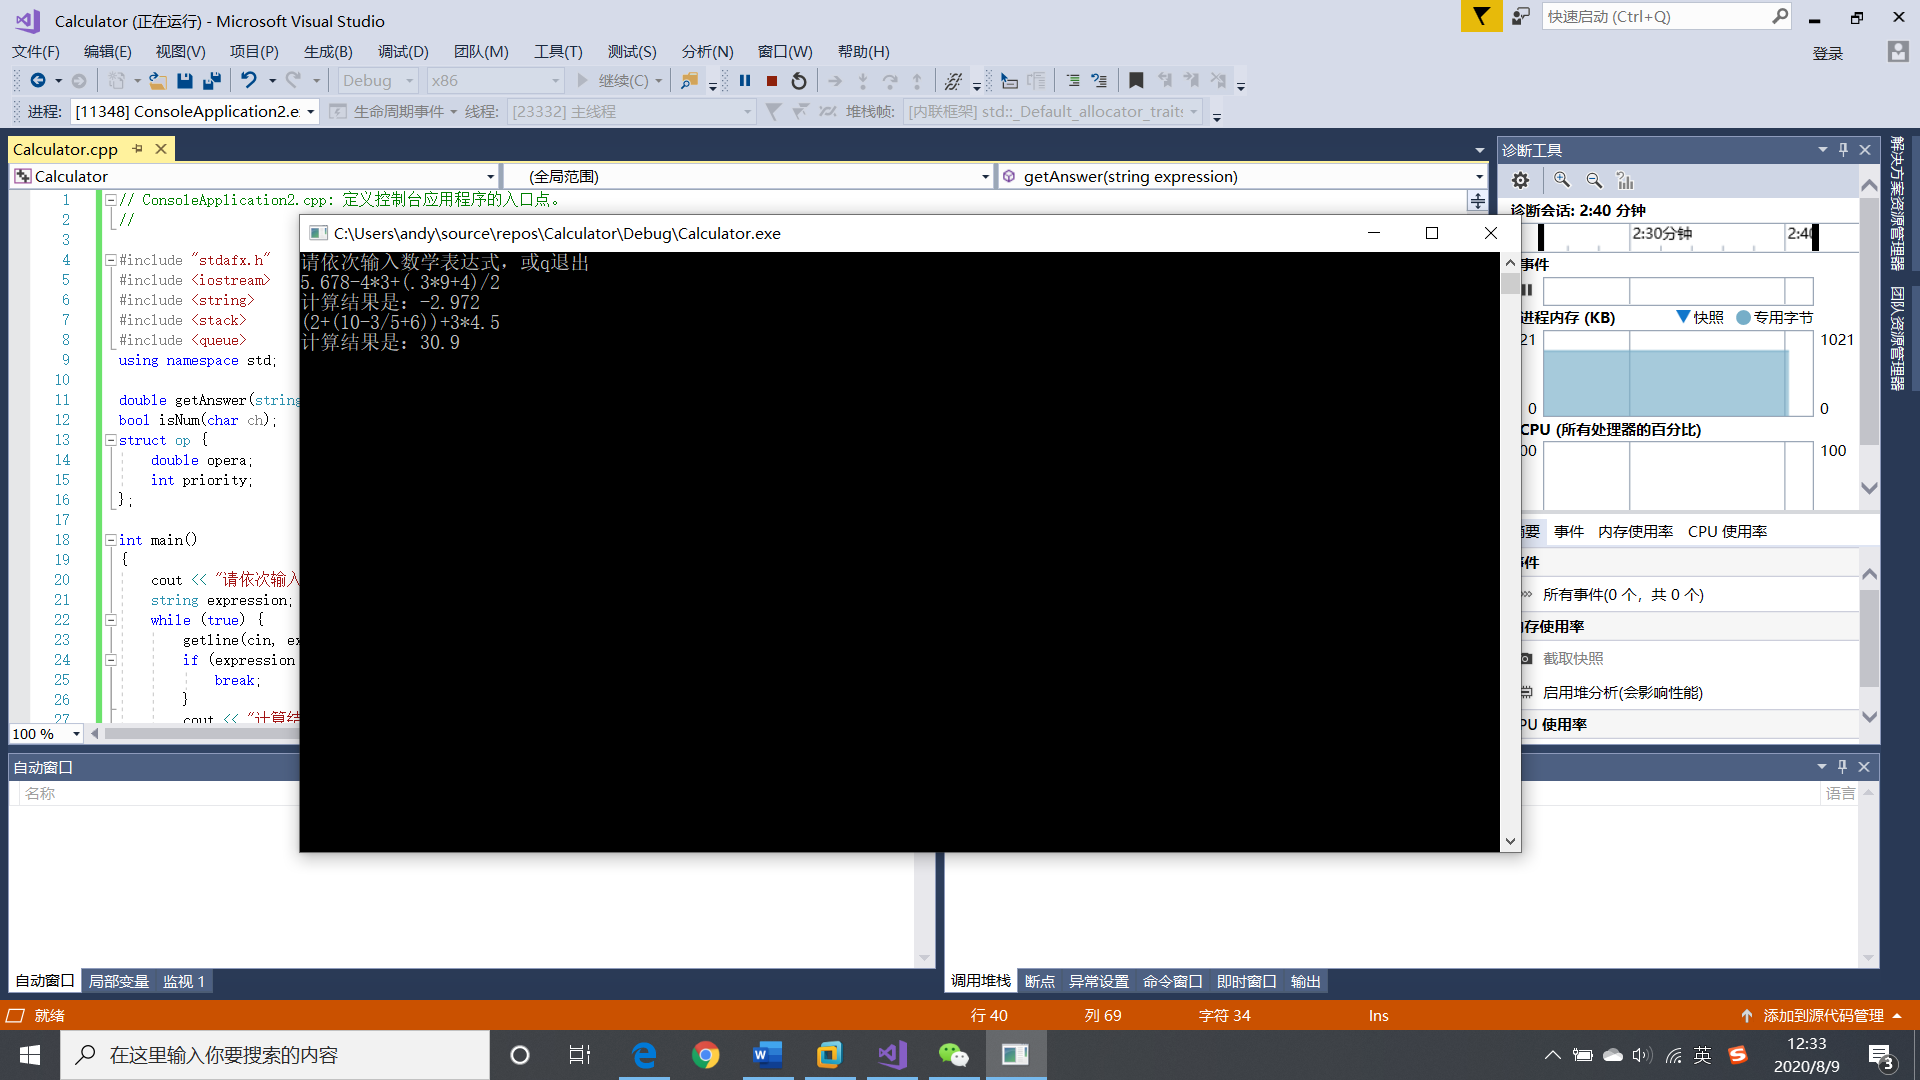 Calculator (正在运行) - Microsoft Visual Studio
快速启动 (Ctrl+Q)
文件(F) 编辑(E) 视图(V) 项目(P) 生成(B) 调试(D) 团队(M) 工具(T) 测试(S) 分析(N) 窗口(W) 帮助(H)
登录
Debug x86 继续(C)
进程: [11348] ConsoleApplication2.e 生命周期事件 线程: [23332] 主线程 堆栈帧: [内联框架] std::_Default_allocator_traits
Calculator.cpp
Calculator (全局范围) getAnswer(string expression)
1 // ConsoleApplication2.cpp: 定义控制台应用程序的入口点。
2 //
3
4 #include "stdafx.h"
5 #include <iostream>
6 #include <string>
7 #include <stack>
8 #include <queue>
9 using namespace std;
10
11 double getAnswer(string
12 bool isNum(char ch);
13 struct op {
14 double opera;
15 int priority;
16 };
17
18 int main()
19 {
20 cout << "请依次输入
21 string expression;
22 while (true) {
23 getline(cin, ex
24 if (expression
25 break;
26 }
27 cout << "计算结
100 %
C:\Users\andy\source\repos\Calculator\Debug\Calculator.exe
请依次输入数学表达式，或q退出
5.678-4*3+(.3*9+4)/2
计算结果是：-2.972
(2+(10-3/5+6))+3*4.5
计算结果是：30.9
诊断工具
诊断会话: 2:40 分钟
2:30分钟 2:40
事件
进程内存 (KB) 快照 专用字节
21 1021
0 0
CPU (所有处理器的百分比)
00 100
摘要 事件 内存使用率 CPU 使用率
事件
所有事件(0 个，共 0 个)
内存使用率
截取快照
启用堆分析(会影响性能)
CPU 使用率
解决方案资源管理器
团队资源管理器
自动窗口
名称
语言
自动窗口 局部变量 监视 1
调用堆栈 断点 异常设置 命令窗口 即时窗口 输出
就绪 行 40 列 69 字符 34 Ins 添加到源代码管理
在这里输入你要搜索的内容
英
12:33
2020/8/9
3